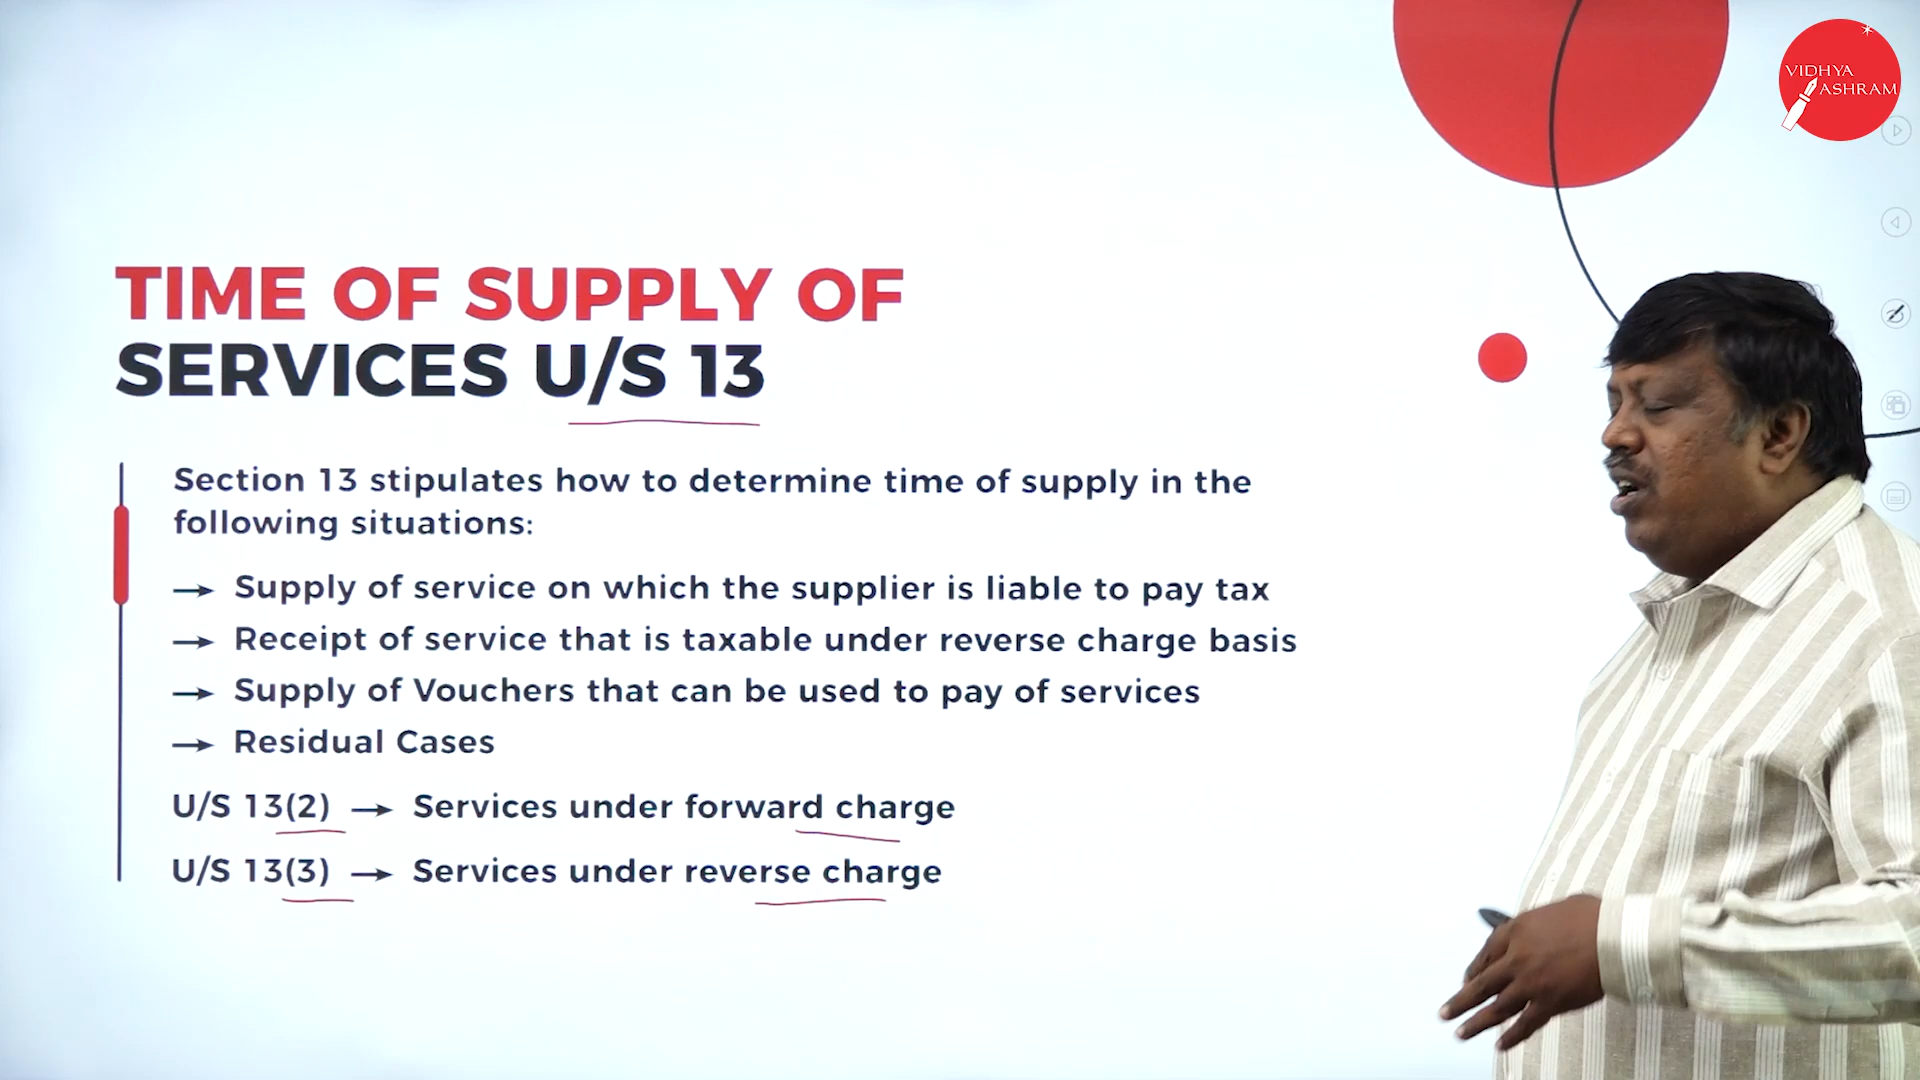 VIDHYA
ASHRAM
TIME OF SUPPLY OF
SERVICES U/S 13
Section 13 stipulates how to determine time of supply in the
following situations:
→ Supply of service on which the supplier is liable to pay tax
→ Receipt of service that is taxable under reverse charge basis
→ Supply of Vouchers that can be used to pay of services
→ Residual Cases
U/S 13(2) → Services under forward charge
U/S 13(3) → Services under reverse charge